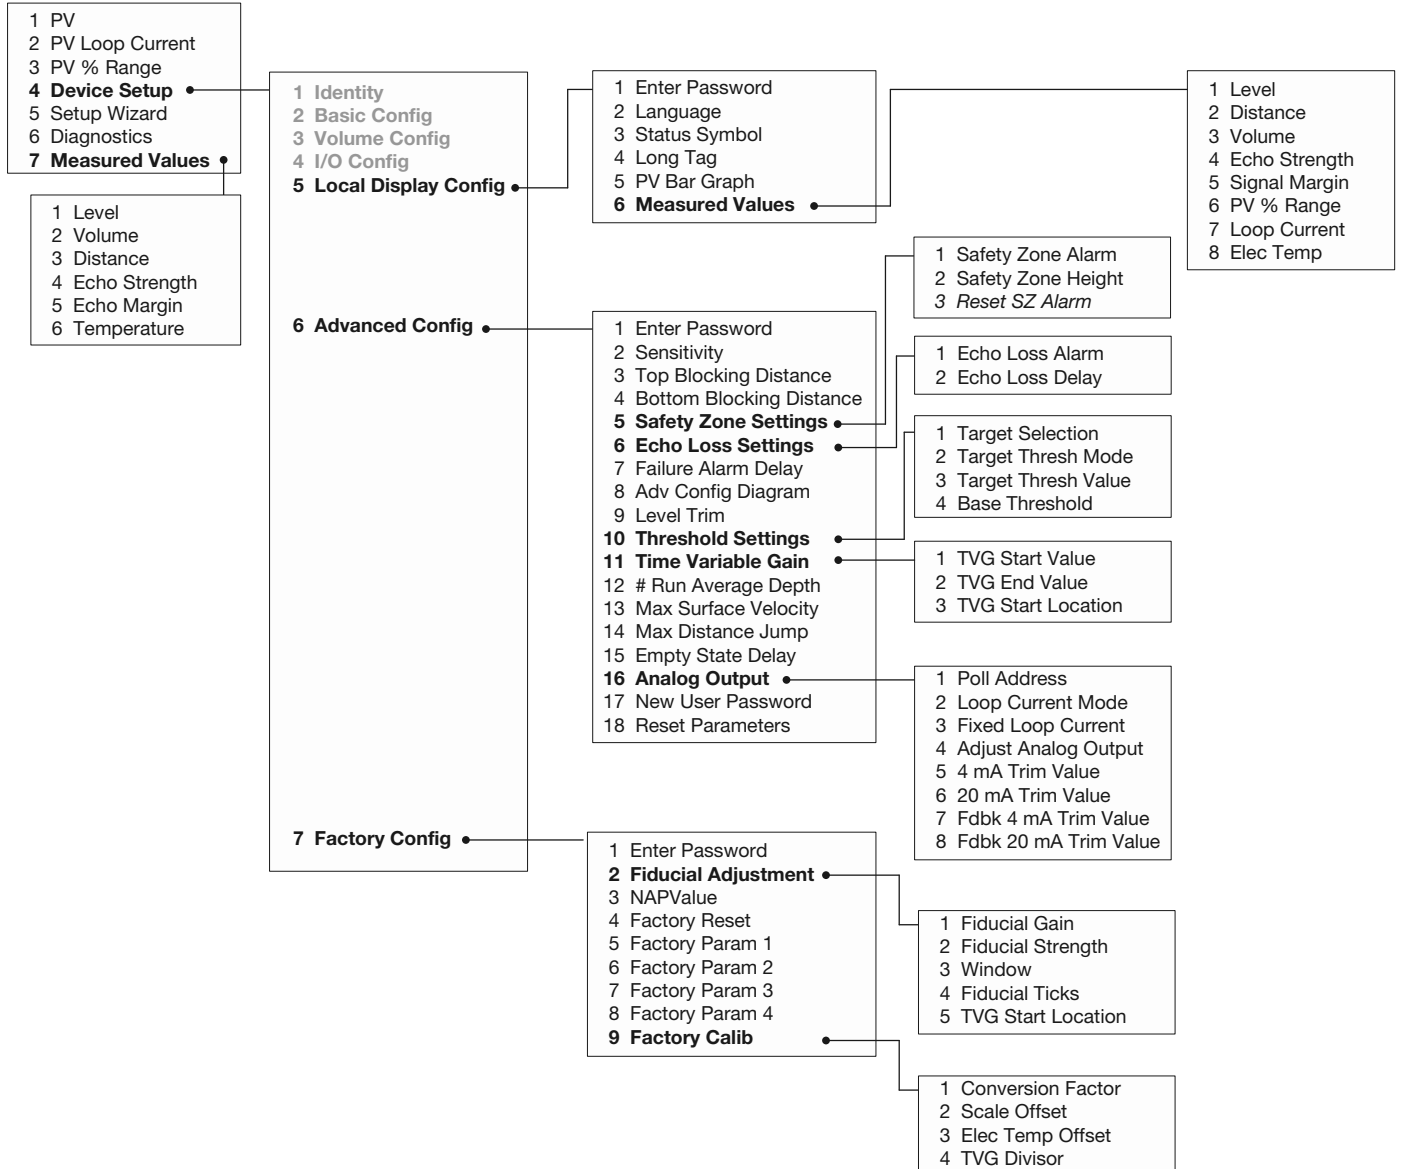 1 PV
2 PV Loop Current
3 PV % Range
4 Device Setup
5 Setup Wizard
6 Diagnostics
7 Measured Values
1 Level
2 Volume
3 Distance
4 Echo Strength
5 Echo Margin
6 Temperature
1 Identity
2 Basic Config
3 Volume Config
4 I/O Config
5 Local Display Config
6 Advanced Config
7 Factory Config
1 Enter Password
2 Language
3 Status Symbol
4 Long Tag
5 PV Bar Graph
6 Measured Values
1 Level
2 Distance
3 Volume
4 Echo Strength
5 Signal Margin
6 PV % Range
7 Loop Current
8 Elec Temp
1 Enter Password
2 Sensitivity
3 Top Blocking Distance
4 Bottom Blocking Distance
5 Safety Zone Settings
6 Echo Loss Settings
7 Failure Alarm Delay
8 Adv Config Diagram
9 Level Trim
10 Threshold Settings
11 Time Variable Gain
12 # Run Average Depth
13 Max Surface Velocity
14 Max Distance Jump
15 Empty State Delay
16 Analog Output
17 New User Password
18 Reset Parameters
1 Safety Zone Alarm
2 Safety Zone Height
3 Reset SZ Alarm
1 Echo Loss Alarm
2 Echo Loss Delay
1 Target Selection
2 Target Thresh Mode
3 Target Thresh Value
4 Base Threshold
1 TVG Start Value
2 TVG End Value
3 TVG Start Location
1 Poll Address
2 Loop Current Mode
3 Fixed Loop Current
4 Adjust Analog Output
5 4 mA Trim Value
6 20 mA Trim Value
7 Fdbk 4 mA Trim Value
8 Fdbk 20 mA Trim Value
1 Enter Password
2 Fiducial Adjustment
3 NAPValue
4 Factory Reset
5 Factory Param 1
6 Factory Param 2
7 Factory Param 3
8 Factory Param 4
9 Factory Calib
1 Fiducial Gain
2 Fiducial Strength
3 Window
4 Fiducial Ticks
5 TVG Start Location
1 Conversion Factor
2 Scale Offset
3 Elec Temp Offset
4 TVG Divisor